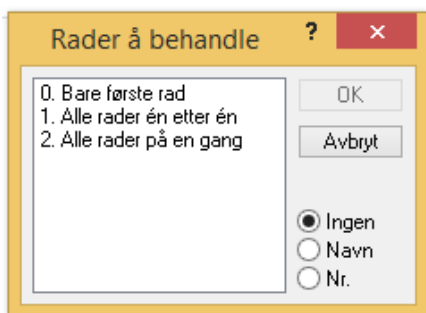 Rader å behandle
?
0. Bare første rad
1. Alle rader én etter én
2. Alle rader på en gang
OK
Avbryt
Ingen
Navn
Nr.